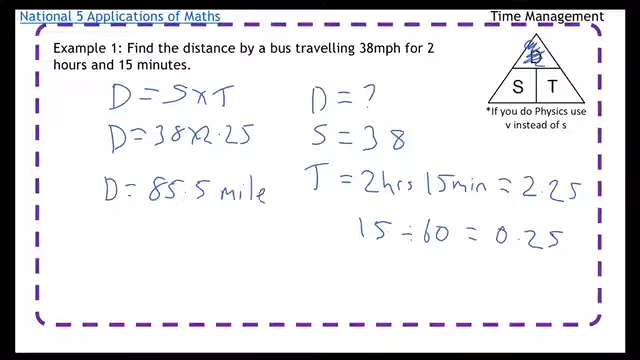 National 5 Applications of Maths
Time Management
Example 1: Find the distance by a bus travelling 38mph for 2
hours and 15 minutes.
D = S x T
D = 38 x 2.25
D = 85.5 mile
D = ?
S = 38
T = 2hrs 15min = 2.25
15 ÷ 60 = 0.25
D
S T
*If you do Physics use
v instead of s